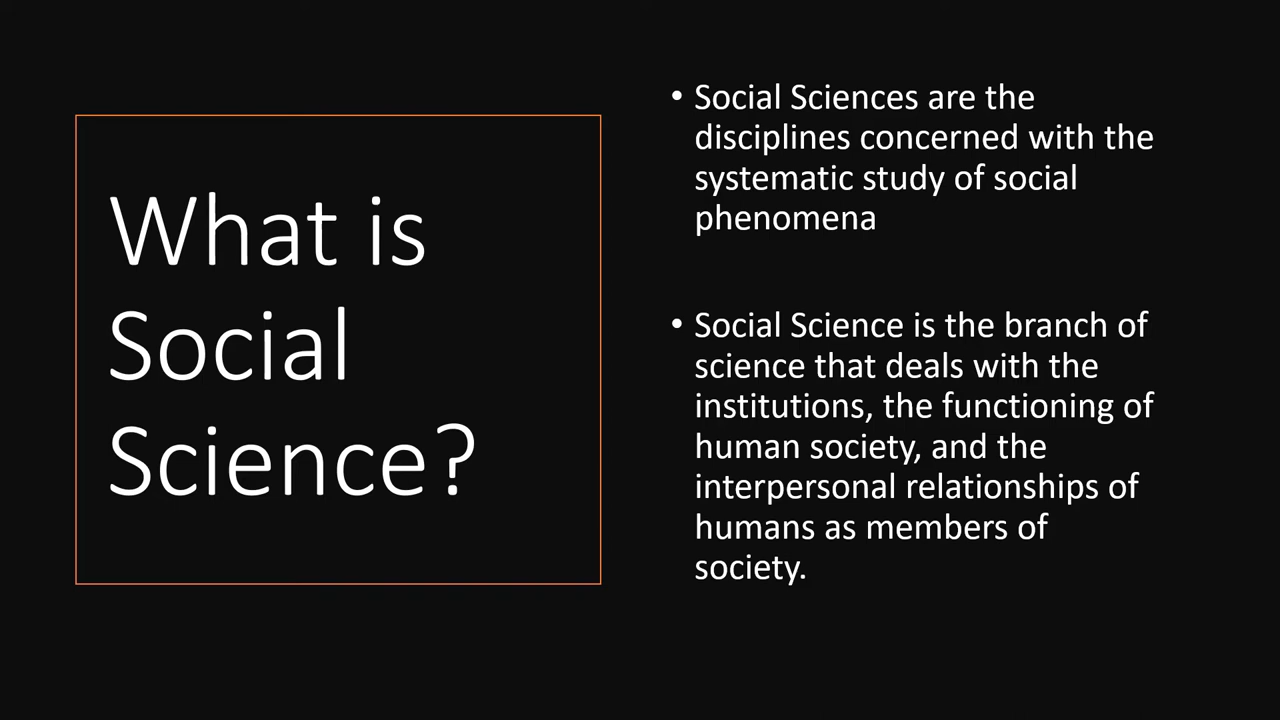 What is
Social
Science?
• Social Sciences are the
disciplines concerned with the
systematic study of social
phenomena
• Social Science is the branch of
science that deals with the
institutions, the functioning of
human society, and the
interpersonal relationships of
humans as members of
society.